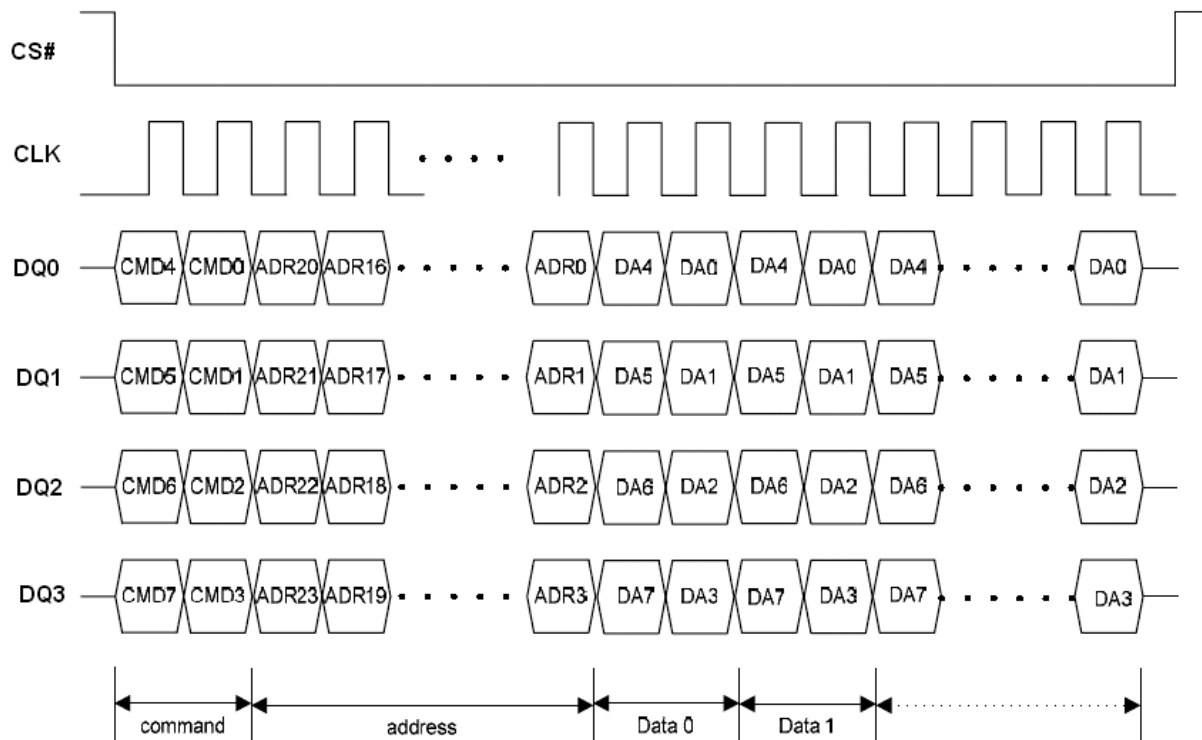 CS#
CLK
DQ0 CMD4 CMD0 ADR20 ADR16 ADR0 DA4 DA0 DA4 DA0 DA4 DA0
DQ1 CMD5 CMD1 ADR21 ADR17 ADR1 DA5 DA1 DA5 DA1 DA5 DA1
DQ2 CMD6 CMD2 ADR22 ADR18 ADR2 DA6 DA2 DA6 DA2 DA6 DA2
DQ3 CMD7 CMD3 ADR23 ADR19 ADR3 DA7 DA3 DA7 DA3 DA7 DA3
command address Data 0 Data 1